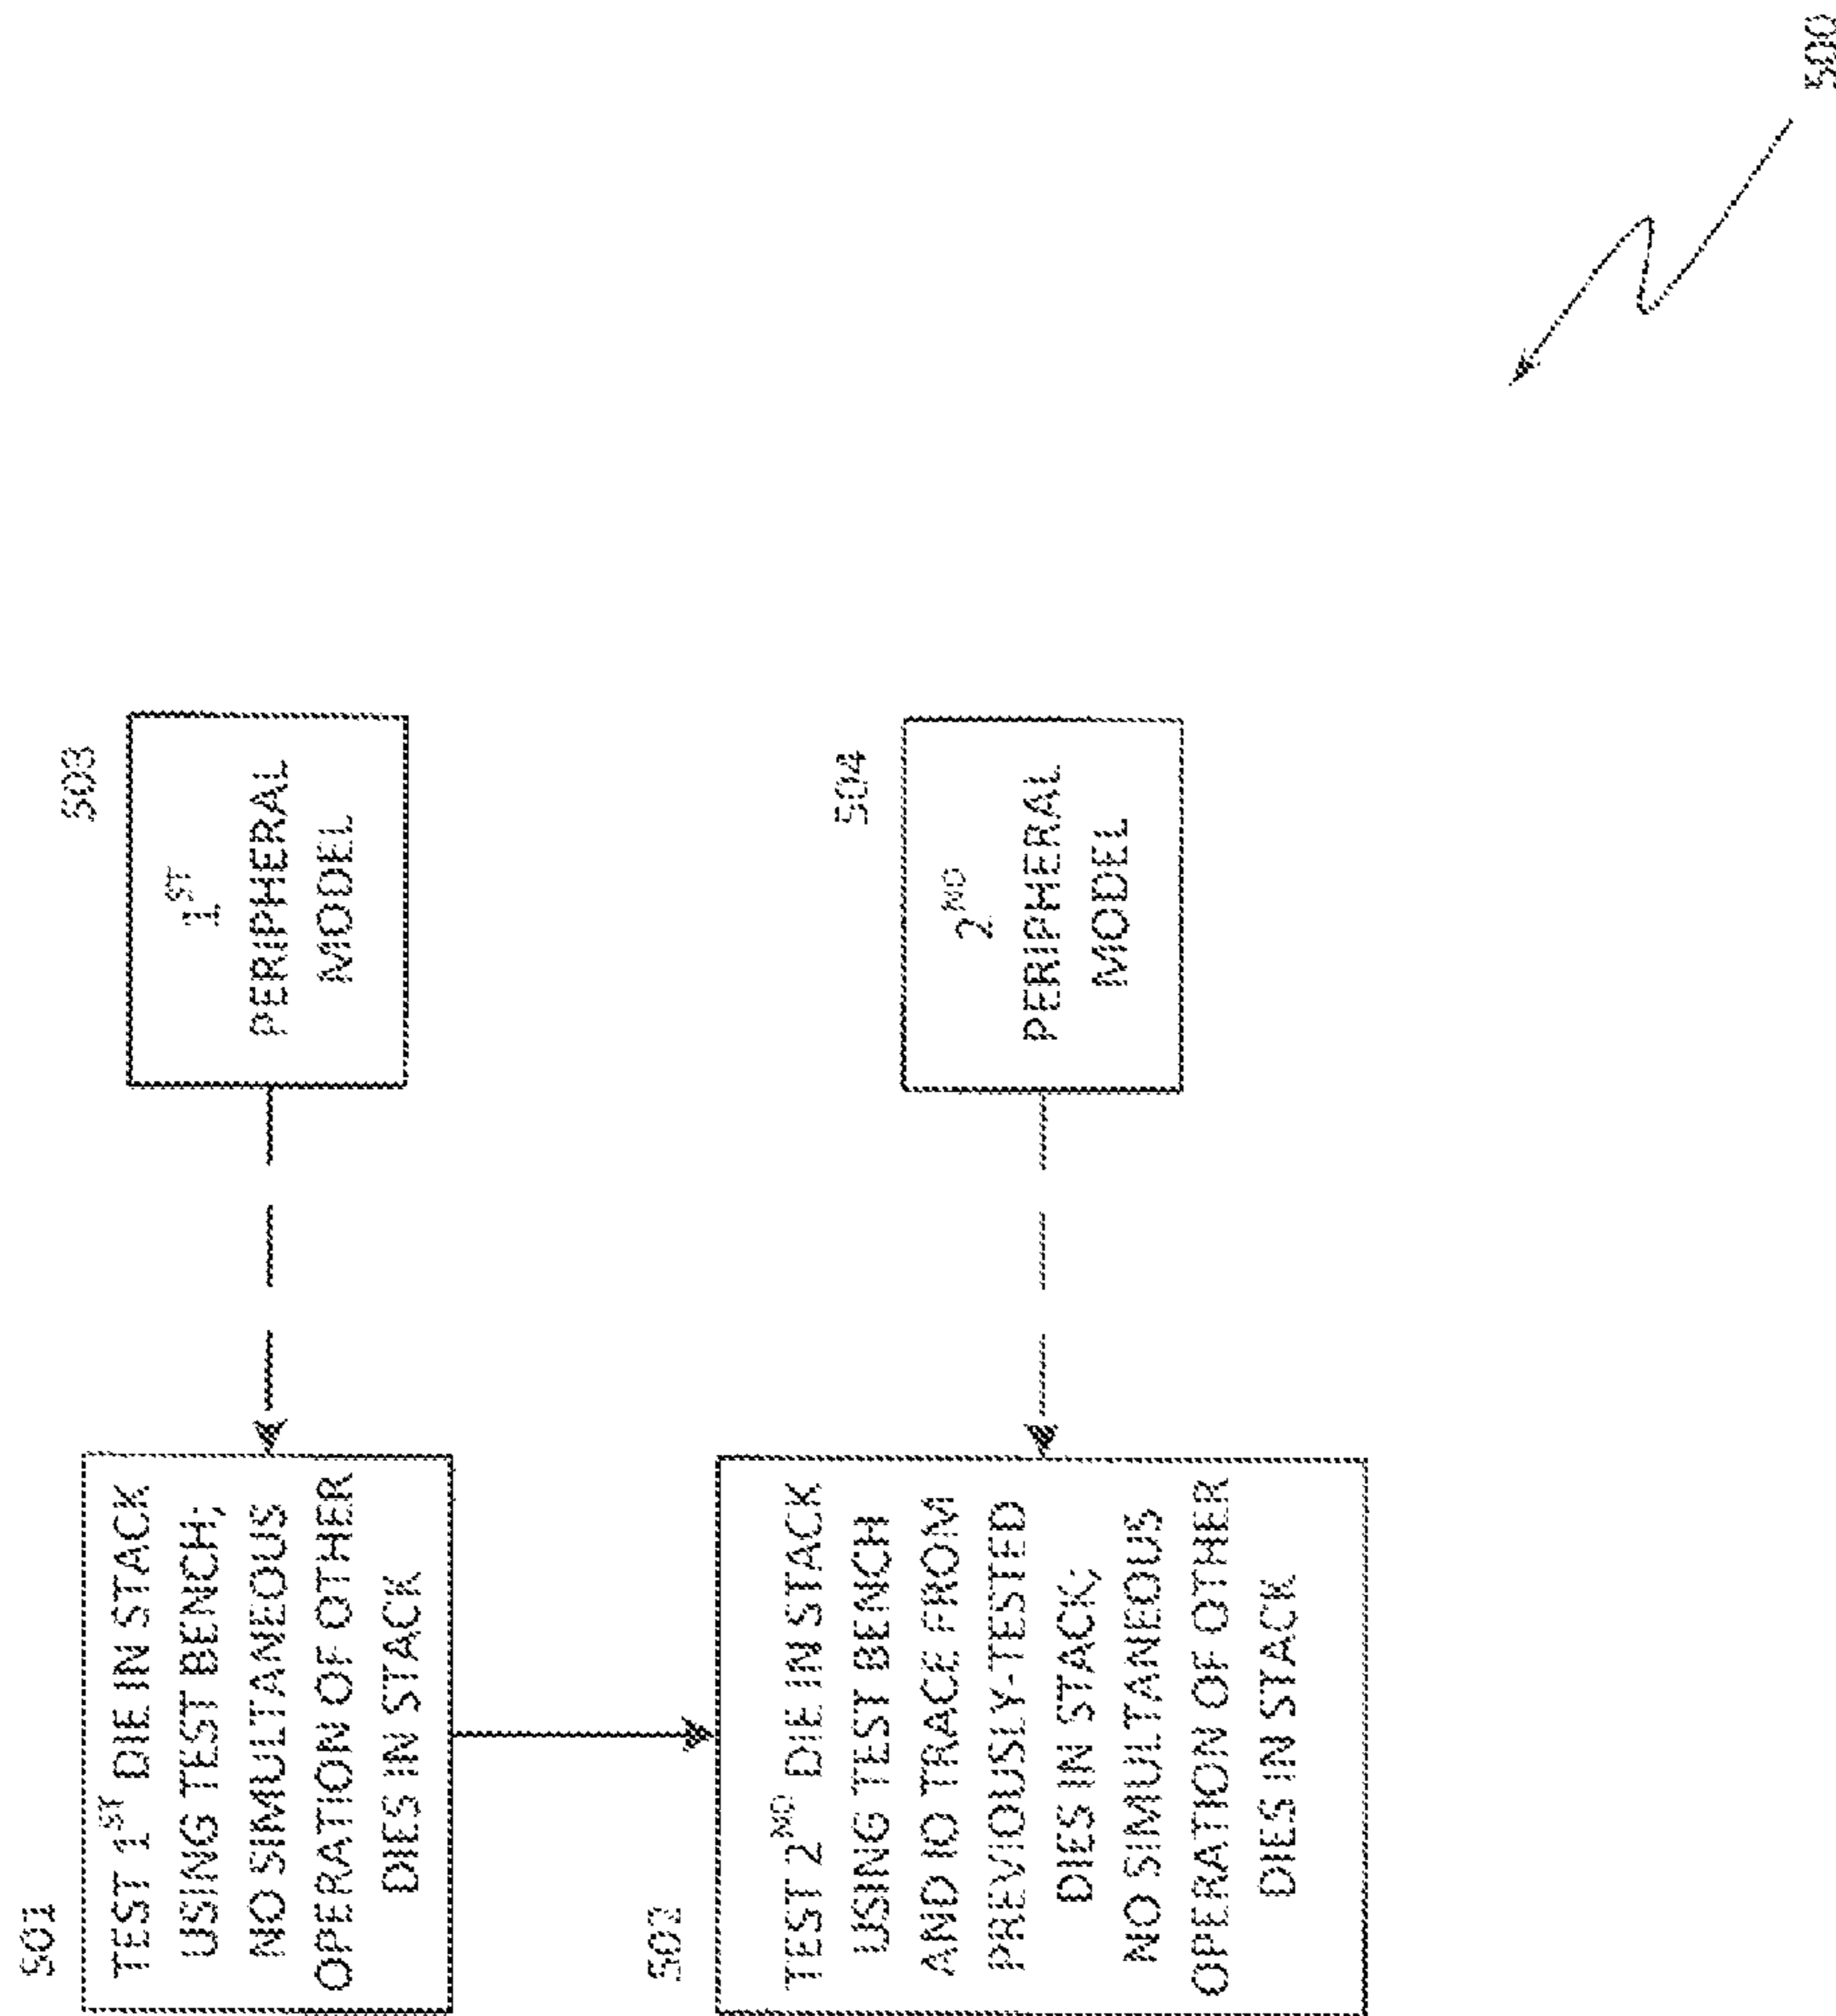 501
TEST 1ST DIE IN STACK
USING TEST BENCH;
NO SIMULTANEOUS
OPERATION OF OTHER
DIES IN STACK
503
1ST
PERIPHERAL
MODEL
502
TEST 2ND DIE IN STACK
USING TEST BENCH
AND IO TRACE FROM
PREVIOUSLY-TESTED
DIES IN STACK;
NO SIMULTANEOUS
OPERATION OF OTHER
DIES IN STACK
504
2ND
PERIPHERAL
MODEL
500